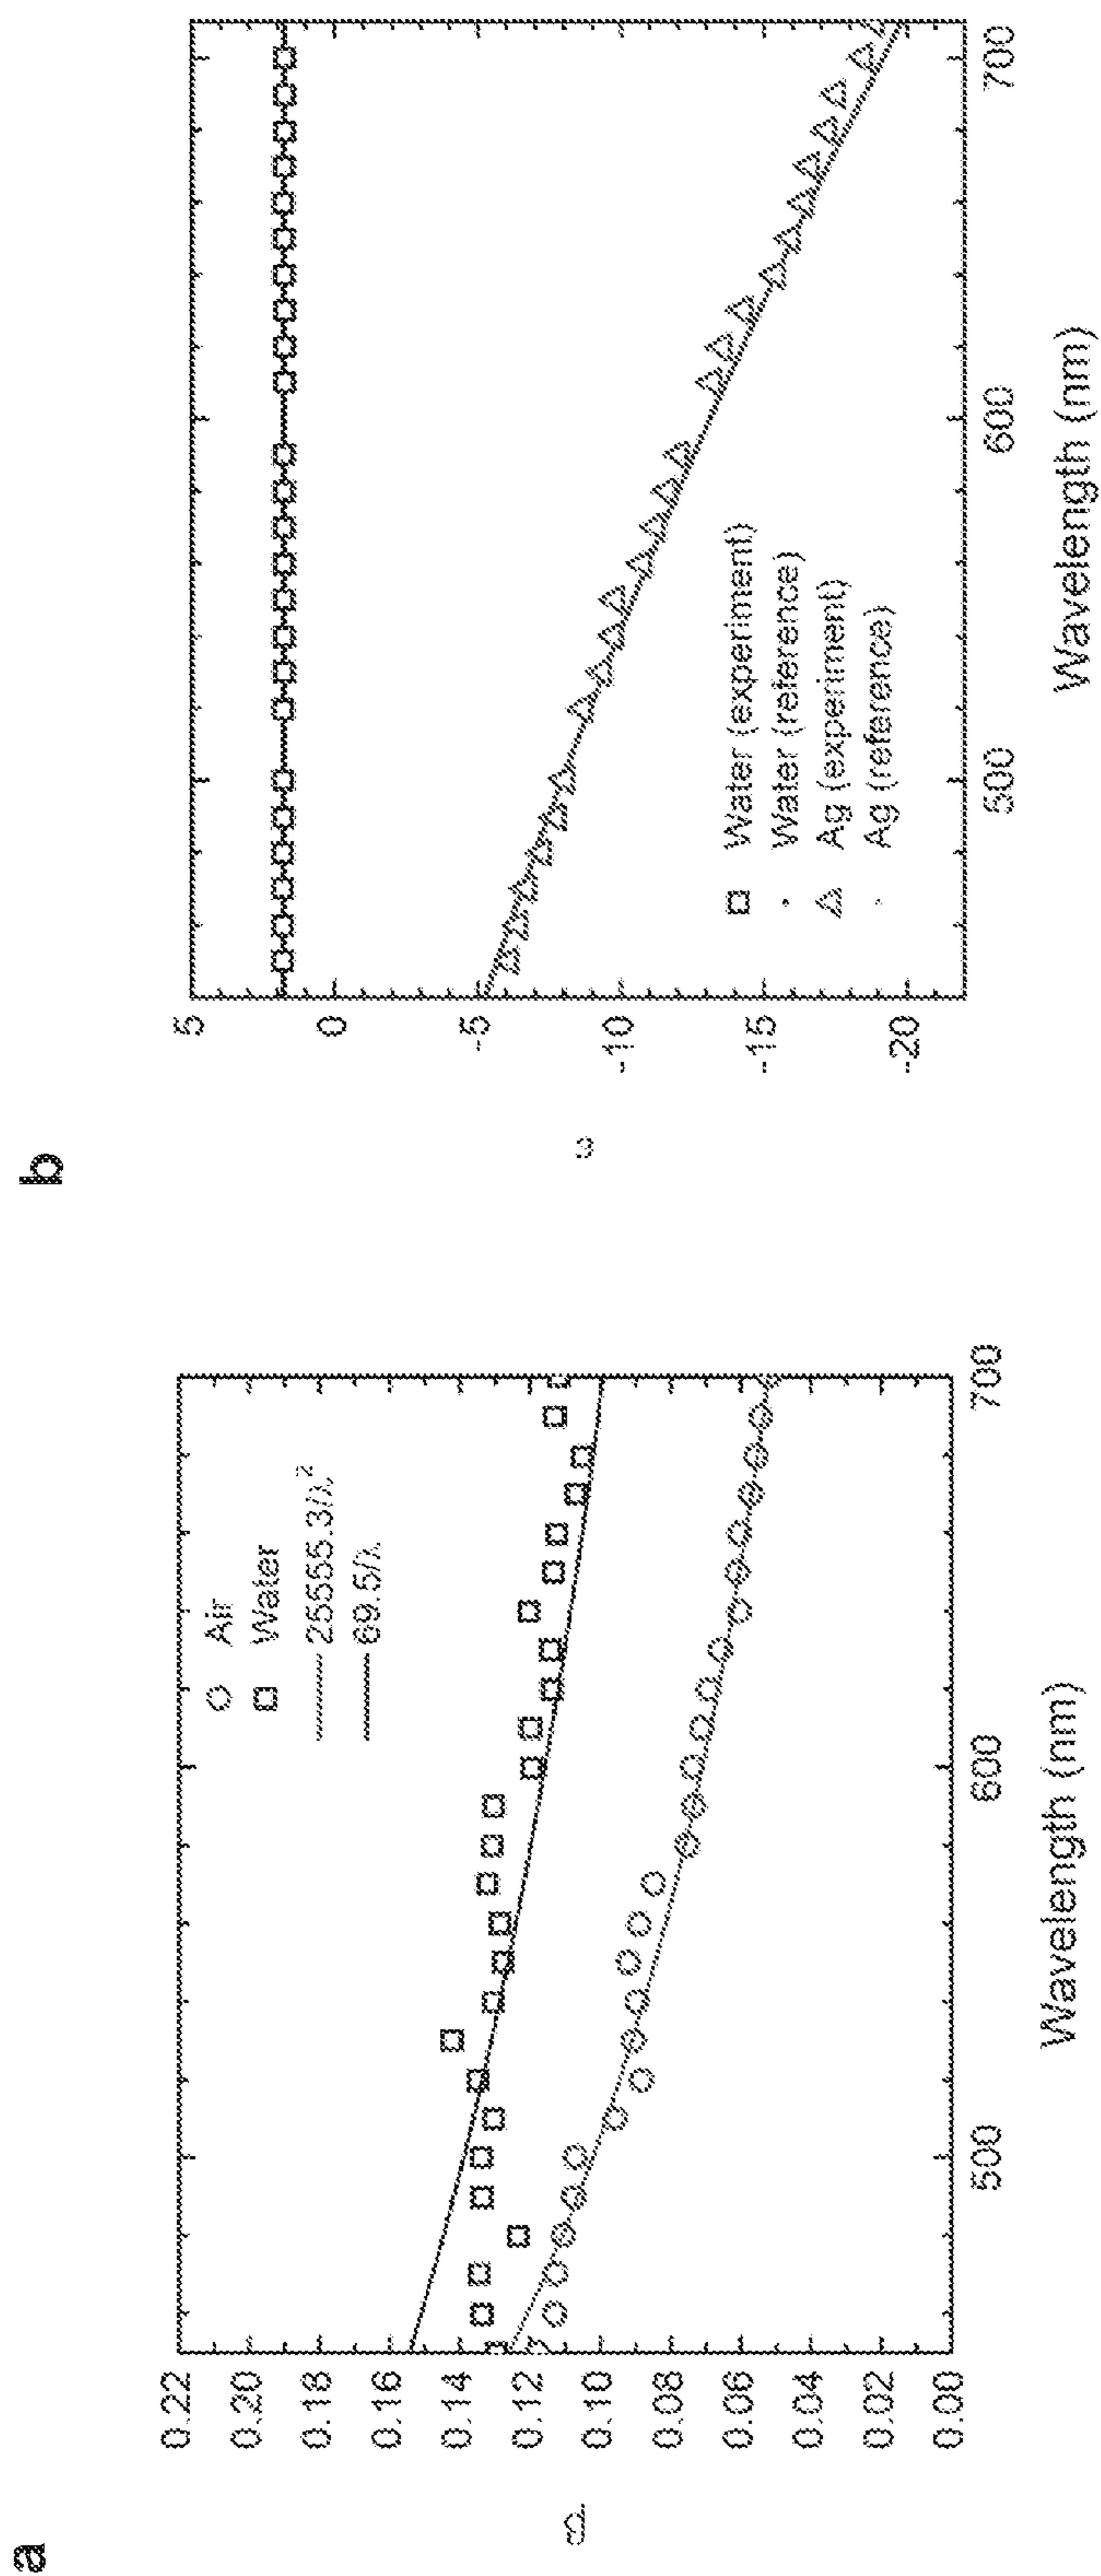 a
β
0.22
0.20
0.18
0.16
0.14
0.12
0.10
0.08
0.06
0.04
0.02
0.00
Air
Water
25555.3/λ²
69.5/λ
500
600
700
Wavelength (nm)
b
ε
5
0
-5
-10
-15
-20
Water (experiment)
Water (reference)
Ag (experiment)
Ag (reference)
500
600
700
Wavelength (nm)